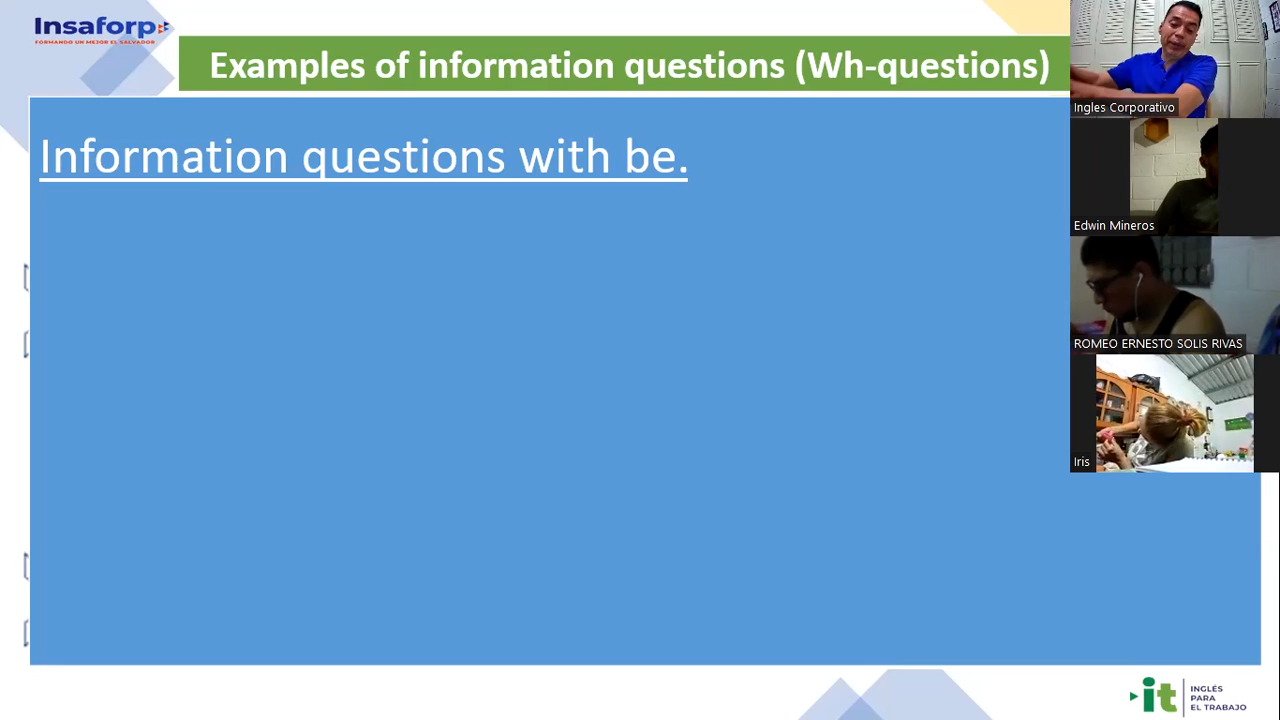 Insaforp
FORMANDO UN MEJOR EL SALVADOR
Examples of information questions (Wh-questions)
Information questions with be.
Ingles Corporativo
Edwin Mineros
ROMEO ERNESTO SOLIS RIVAS
Iris
it
INGLÉS
PARA
EL TRABAJO